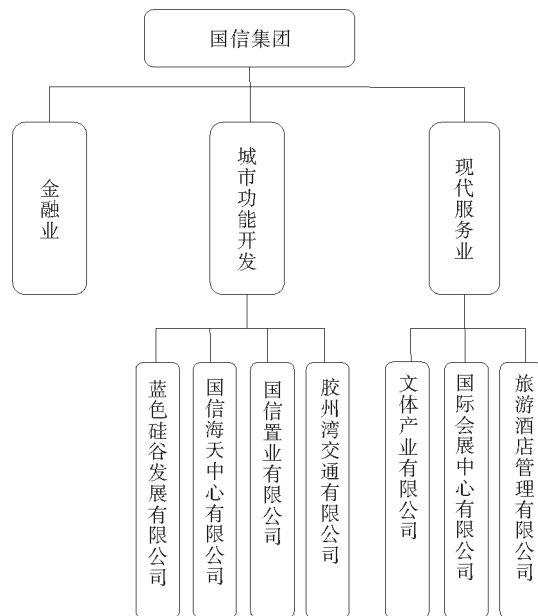 国信集团
金融业
城市功能开发
现代服务业
蓝色硅谷发展有限公司
国信海天中心有限公司
国信置业有限公司
胶州湾交通有限公司
文体产业有限公司
国际会展中心有限公司
旅游酒店管理有限公司